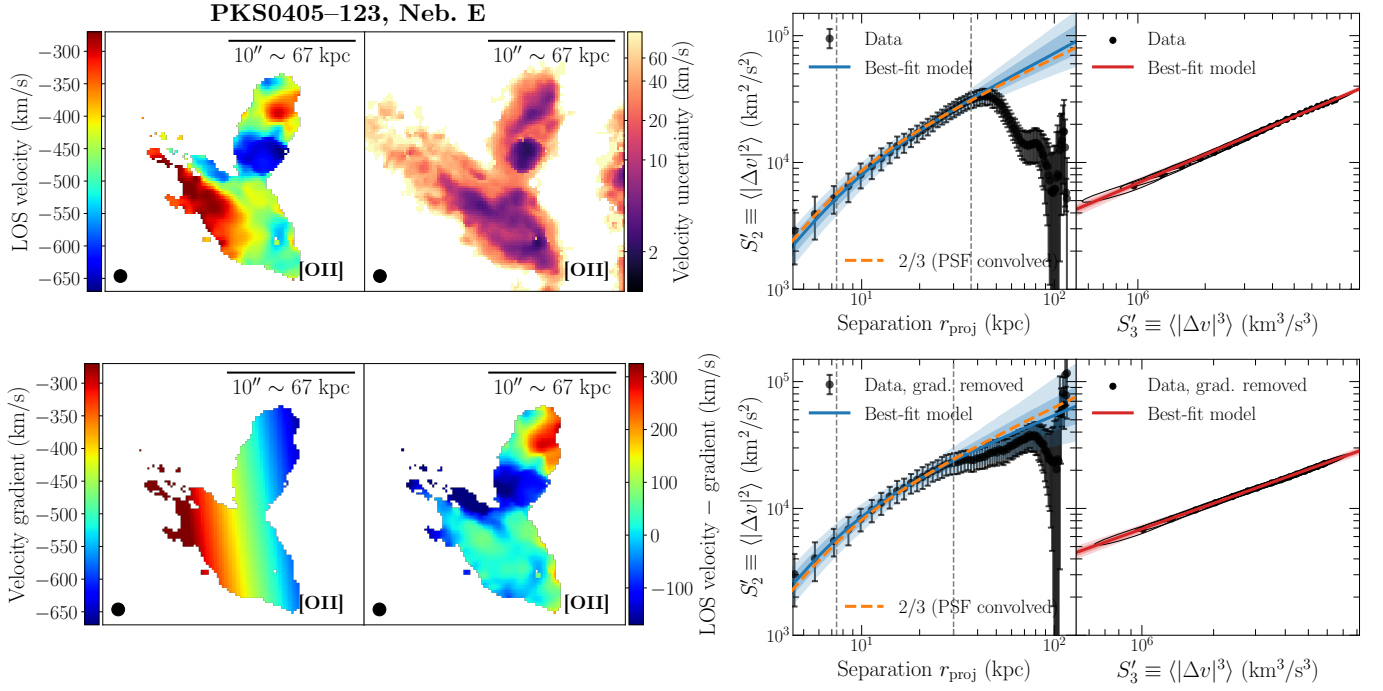 PKS0405–123, Neb. E
10″ ∼ 67 kpc
10″ ∼ 67 kpc
[OII]
[OII]
LOS velocity (km/s)
−300
−350
−400
−450
−500
−550
−600
−650
Velocity uncertainty (km/s)
60
40
20
10
2
S′₂ ≡ ⟨|Δv|²⟩ (km²/s²)
10⁵
10⁴
10³
Data
Best-fit model
2/3 (PSF convolved)
10¹
10²
Separation r_proj (kpc)
Data
Best-fit model
10⁶
S′₃ ≡ ⟨|Δv|³⟩ (km³/s³)
10″ ∼ 67 kpc
10″ ∼ 67 kpc
[OII]
[OII]
Velocity gradient (km/s)
−300
−350
−400
−450
−500
−550
−600
−650
LOS velocity − gradient (km/s)
300
200
100
0
−100
S′₂ ≡ ⟨|Δv|²⟩ (km²/s²)
10⁵
10⁴
10³
Data, grad. removed
Best-fit model
2/3 (PSF convolved)
10¹
10²
Separation r_proj (kpc)
Data, grad. removed
Best-fit model
10⁶
S′₃ ≡ ⟨|Δv|³⟩ (km³/s³)